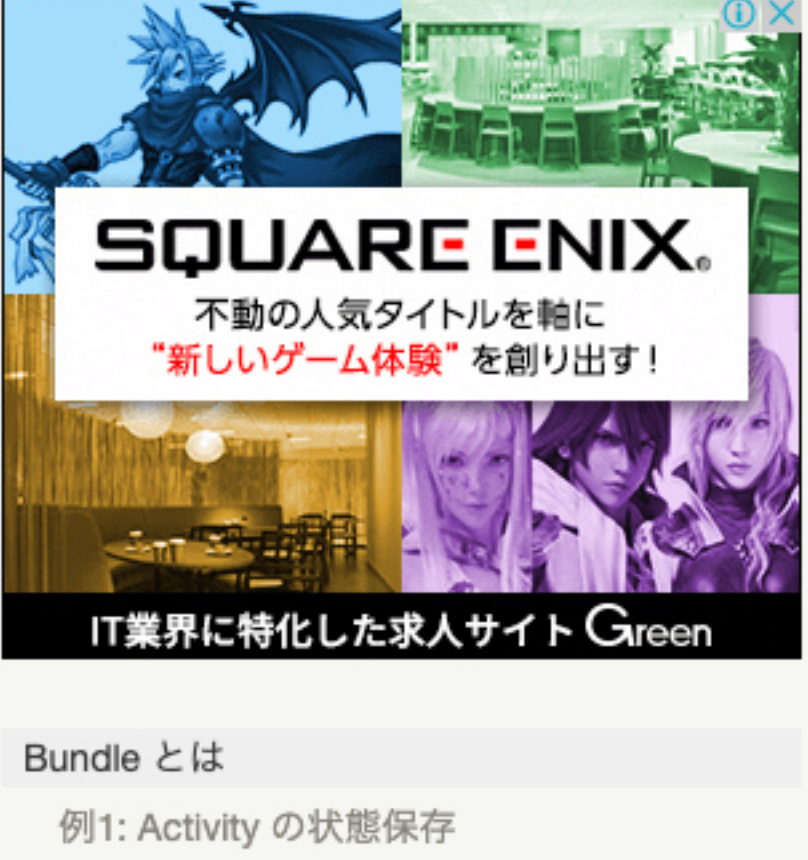 SQUARE ENIX®
不動の人気タイトルを軸に
“新しいゲーム体験” を創り出す!
IT業界に特化した求人サイト Green
Bundle とは
例1: Activity の状態保存